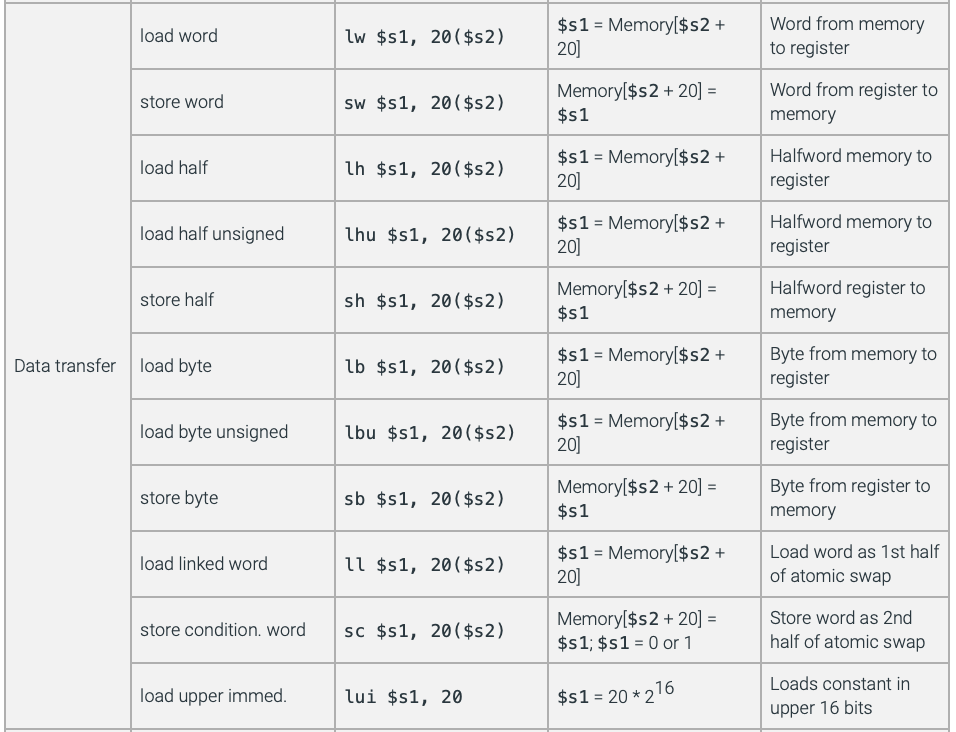 load word
lw $s1, 20($s2)
$s1 = Memory[$s2 +
20]
Word from memory
to register
store word
sw $s1, 20($s2)
Memory[$s2 + 20] =
$s1
Word from register to
memory
load half
lh $s1, 20($s2)
$s1 = Memory[$s2 +
20]
Halfword memory to
register
load half unsigned
lhu $s1, 20($s2)
$s1 = Memory[$s2 +
20]
Halfword memory to
register
store half
sh $s1, 20($s2)
Memory[$s2 + 20] =
$s1
Halfword register to
memory
Data transfer
load byte
lb $s1, 20($s2)
$s1 = Memory[$s2 +
20]
Byte from memory to
register
load byte unsigned
lbu $s1, 20($s2)
$s1 = Memory[$s2 +
20]
Byte from memory to
register
store byte
sb $s1, 20($s2)
Memory[$s2 + 20] =
$s1
Byte from register to
memory
load linked word
ll $s1, 20($s2)
$s1 = Memory[$s2 +
20]
Load word as 1st half
of atomic swap
store condition. word
sc $s1, 20($s2)
Memory[$s2 + 20] =
$s1; $s1 = 0 or 1
Store word as 2nd
half of atomic swap
load upper immed.
lui $s1, 20
$s1 = 20 * 2^16
Loads constant in
upper 16 bits